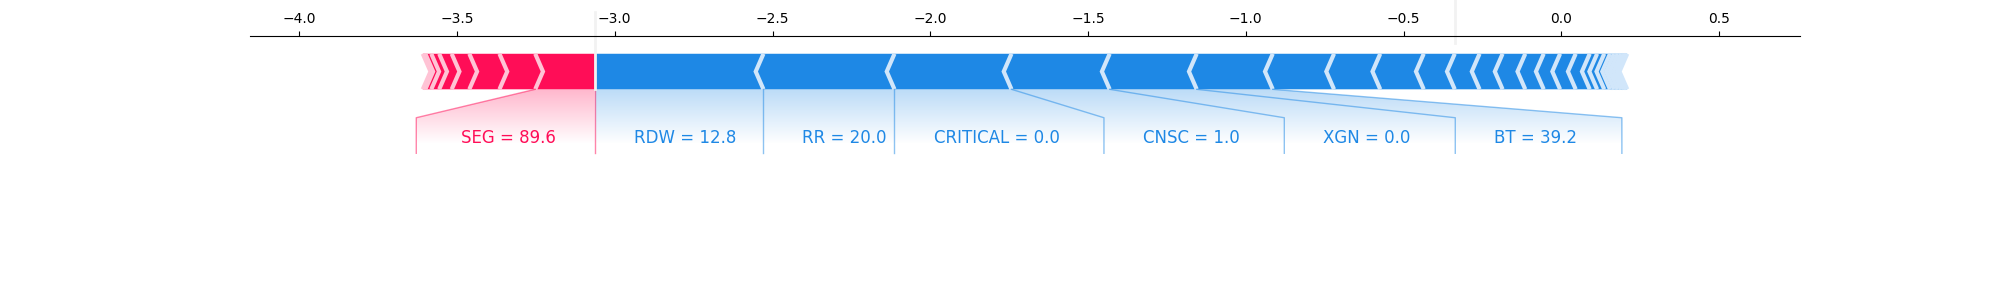 −4.0 −3.5 −3.0 −2.5 −2.0 −1.5 −1.0 −0.5 0.0 0.5
SEG = 89.6 RDW = 12.8 RR = 20.0 CRITICAL = 0.0 CNSC = 1.0 XGN = 0.0 BT = 39.2